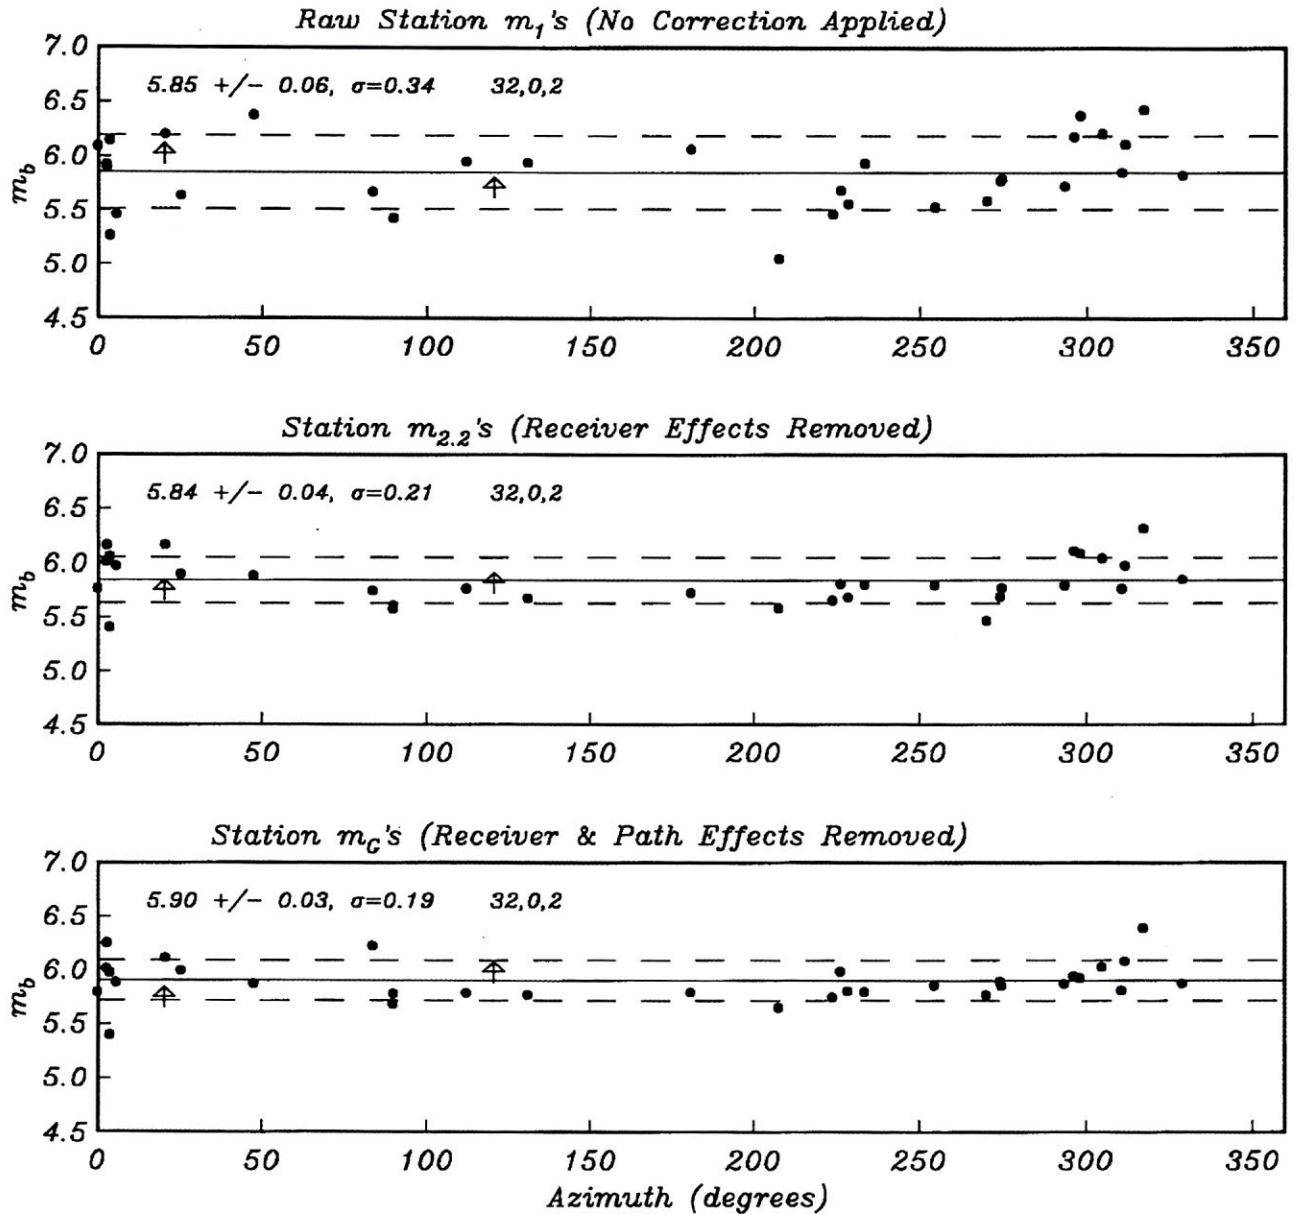 Raw Station m1's (No Correction Applied)
7.0
5.85 +/- 0.06, σ=0.34 32,0,2
6.5
6.0
mb
5.5
5.0
4.5
0 50 100 150 200 250 300 350
Station m2.2's (Receiver Effects Removed)
7.0
5.84 +/- 0.04, σ=0.21 32,0,2
6.5
6.0
mb
5.5
5.0
4.5
0 50 100 150 200 250 300 350
Station mG's (Receiver & Path Effects Removed)
7.0
5.90 +/- 0.03, σ=0.19 32,0,2
6.5
6.0
mb
5.5
5.0
4.5
0 50 100 150 200 250 300 350
Azimuth (degrees)